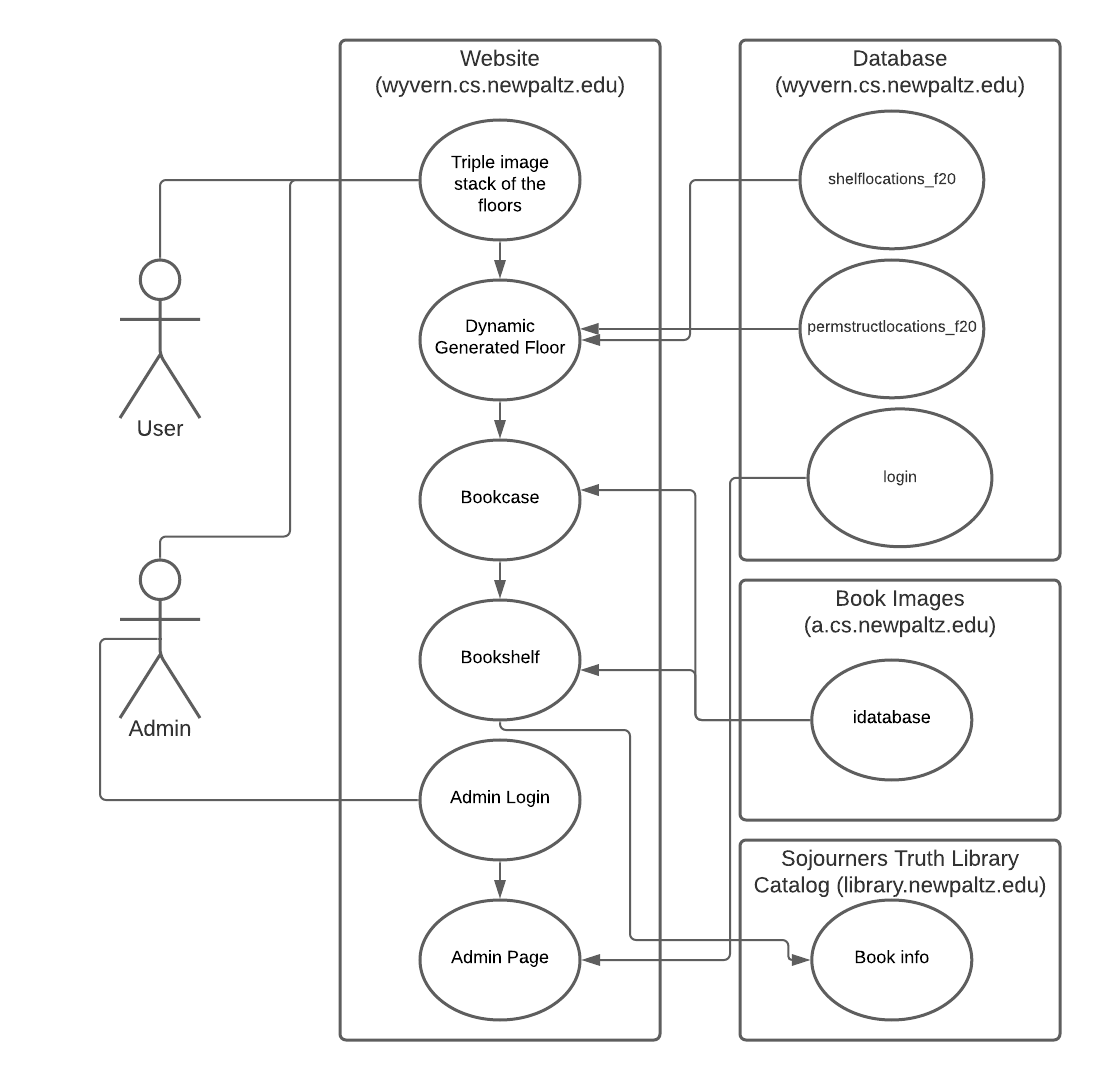 Website
(wyvern.cs.newpaltz.edu)
Triple image
stack of the
floors
Dynamic
Generated Floor
Bookcase
Bookshelf
Admin Login
Admin Page
User
Admin
Database
(wyvern.cs.newpaltz.edu)
shelflocations_f20
permstructlocations_f20
login
Book Images
(a.cs.newpaltz.edu)
idatabase
Sojourners Truth Library
Catalog (library.newpaltz.edu)
Book info